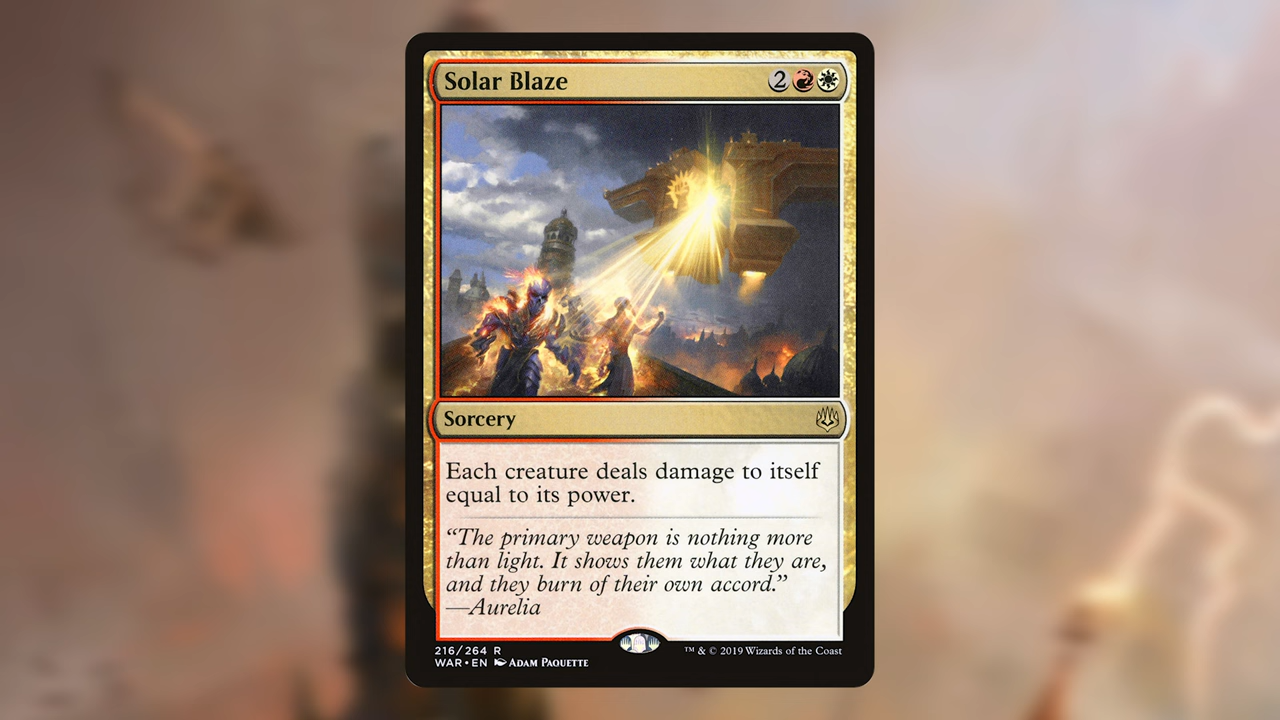 Solar Blaze 2
Sorcery
Each creature deals damage to itself
equal to its power.
“The primary weapon is nothing more
than light. It shows them what they are,
and they burn of their own accord.”
—Aurelia
216/264 R
WAR • EN Adam Paquette
™ & © 2019 Wizards of the Coast